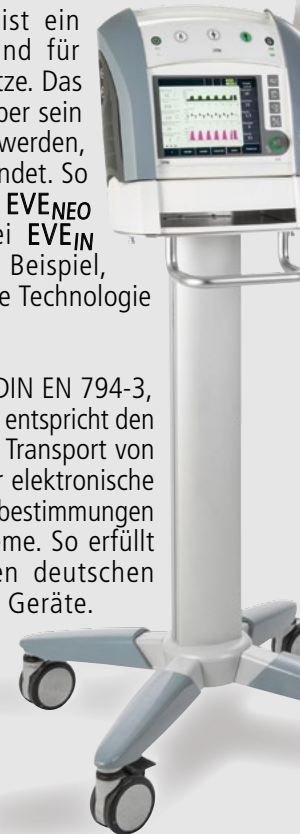 ist ein
nd für
tze. Das
ber sein
werden,
ndet. So
EVENEO
ei EVEIN
Beispiel,
e Technologie
DIN EN 794-3,
entspricht den
Transport von
r elektronische
bestimmungen
eme. So erfüllt
en deutschen
Geräte.